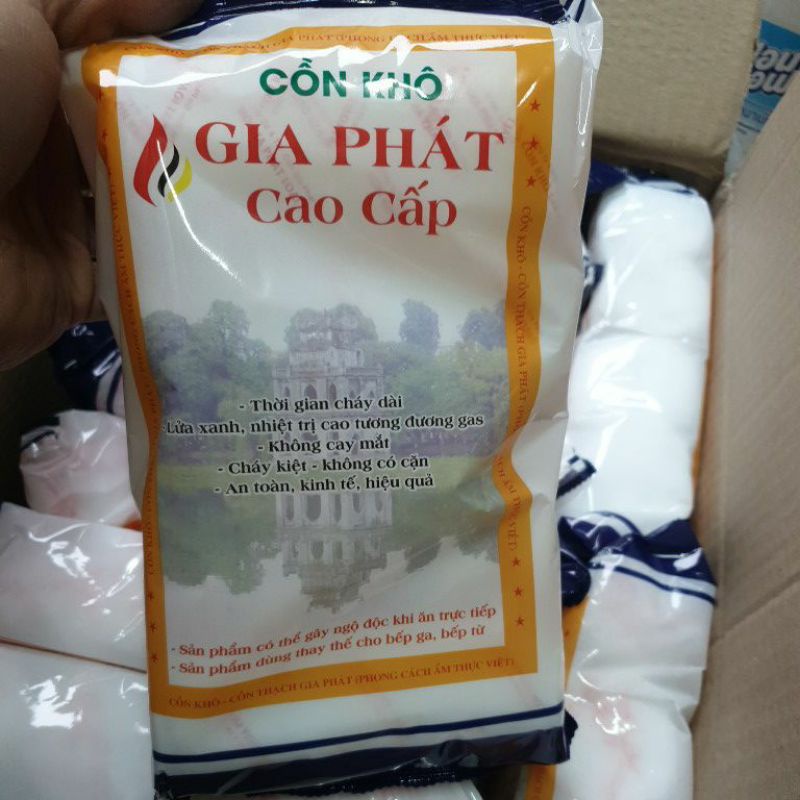 CỒN KHÔ
GIA PHÁT
Cao Cấp
- Thời gian cháy dài
-Lửa xanh, nhiệt trị cao tương đương gas
- Không cay mắt
- Cháy kiệt - không có cặn
- An toàn, kinh tế, hiệu quả
- Sản phẩm có thể gây ngộ độc khi ăn trực tiếp
- Sản phẩm dùng thay thế cho bếp ga, bếp từ
CỒN KHÔ - CỒN THẠCH GIA PHÁT (PHONG CÁCH ẨM THỰC VIỆT)